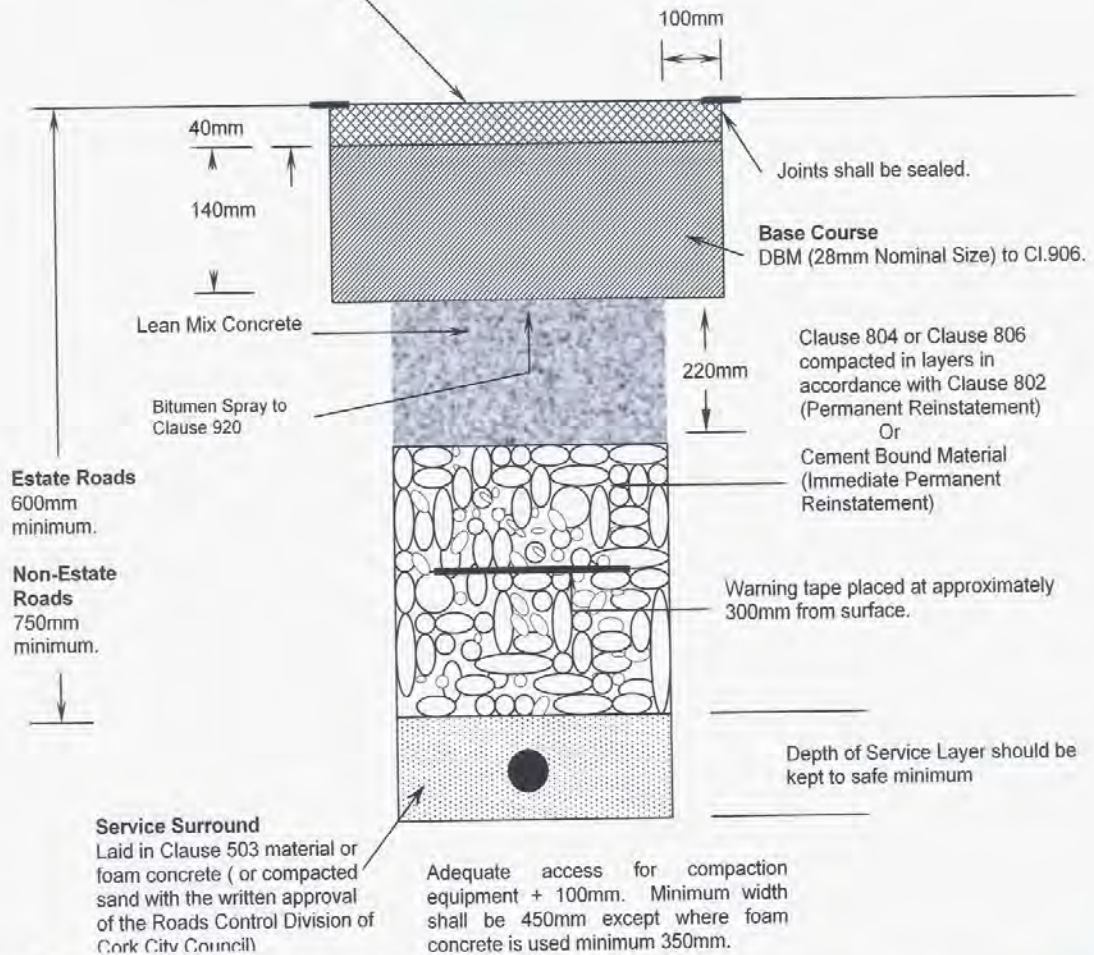 100mm
40mm
140mm
Joints shall be sealed.
Base Course
DBM (28mm Nominal Size) to Cl.906.
Lean Mix Concrete
Bitumen Spray to
Clause 920
220mm
Clause 804 or Clause 806
compacted in layers in
accordance with Clause 802
(Permanent Reinstatement)
Or
Cement Bound Material
(Immediate Permanent
Reinstatement)
Estate Roads
600mm
minimum.
Non-Estate
Roads
750mm
minimum.
Warning tape placed at approximately
300mm from surface.
Depth of Service Layer should be
kept to safe minimum
Service Surround
Laid in Clause 503 material or
foam concrete ( or compacted
sand with the written approval
of the Roads Control Division of
Cork City Council)
Adequate access for compaction
equipment + 100mm. Minimum width
shall be 450mm except where foam
concrete is used minimum 350mm.